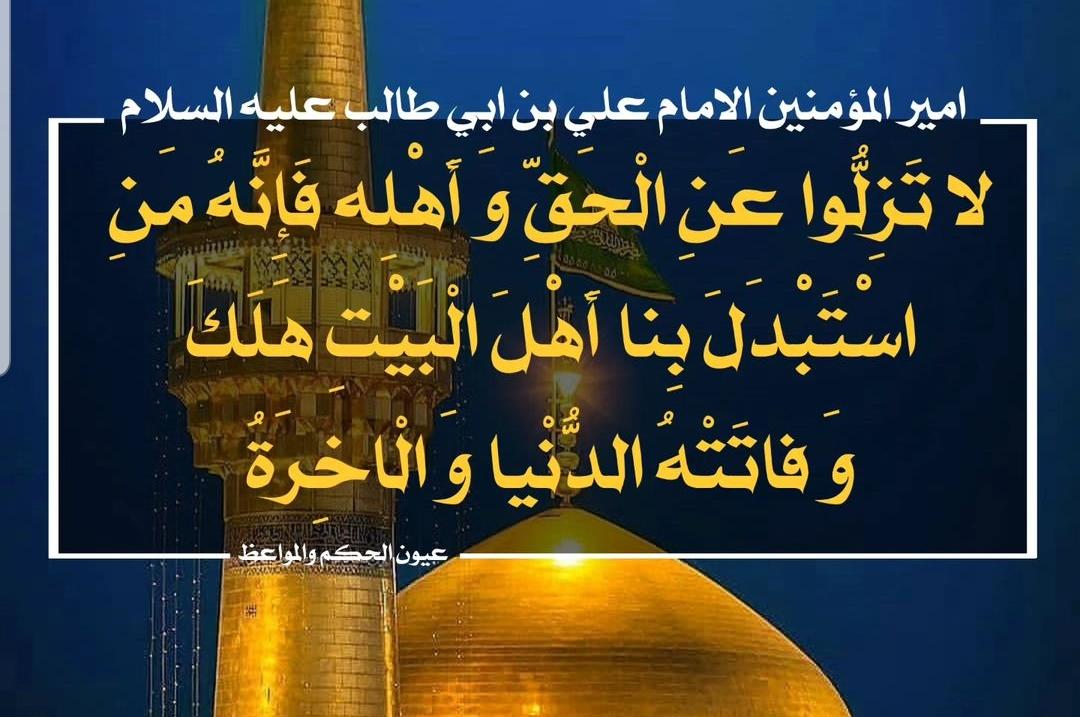 امير المؤمنين الامام علي بن ابَي طالب عليه السلام
لا تَزِلُّوا عَنِ الْحَقِّ وَ أَهْلِه فَإِنَّهُ مَنِ
اسْتَبْدَلَ بِنا أَهْلَ الْبَيْتِ هَلَكَ
وَ فاتَتْهُ الدُّنْيا وَ الْاخِرَةُ
عيون الحكم والمواعظ